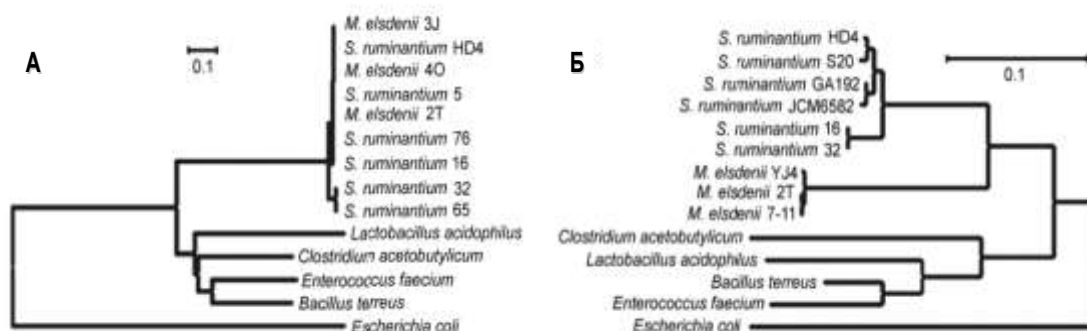 А
0.1
M. elsdenii 3J
S. ruminantium HD4
M. elsdenii 4O
S. ruminantium 5
M. elsdenii 2T
S. ruminantium 76
S. ruminantium 16
S. ruminantium 32
S. ruminantium 65
Lactobacillus acidophilus
Clostridium acetobutylicum
Enterococcus faecium
Bacillus terreus
Escherichia coli
Б
0.1
S. ruminantium HD4
S. ruminantium S20
S. ruminantium GA192
S. ruminantium JCM6582
S. ruminantium 16
S. ruminantium 32
M. elsdenii YJ4
M. elsdenii 2T
M. elsdenii 7-11
Clostridium acetobutylicum
Lactobacillus acidophilus
Bacillus terreus
Enterococcus faecium
Escherichia coli